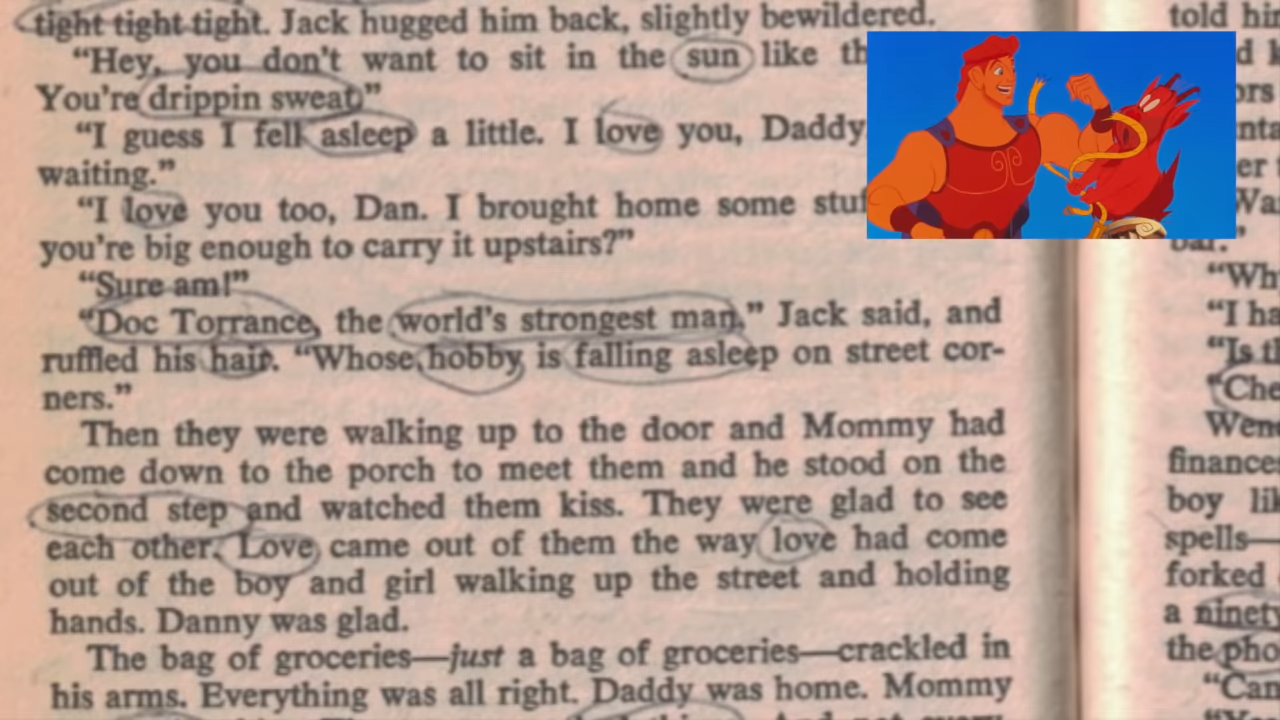 tight tight tight. Jack hugged him back, slightly bewildered.
"Hey, you don't want to sit in the sun like
You're drippin sweat."
"I guess I fell asleep a little. I love you, Daddy
waiting."
"I love you too, Dan. I brought home some
you're big enough to carry it upstairs?"
"Sure am!"
"Doc Torrance, the world's strongest man," Jack said, and
ruffled his hair. "Whose hobby is falling asleep on street cor-
ners."
Then they were walking up to the door and Mommy had
come down to the porch to meet them and he stood on the
second step and watched them kiss. They were glad to see
each other. Love came out of them the way love had come
out of the boy and girl walking up the street and holding
hands. Danny was glad.
The bag of groceries—just a bag of groceries—crackled in
his arms. Everything was all right. Daddy was home. Mommy
told
bar."
"I
"Is
finance
boy
spells—
forked
a
the